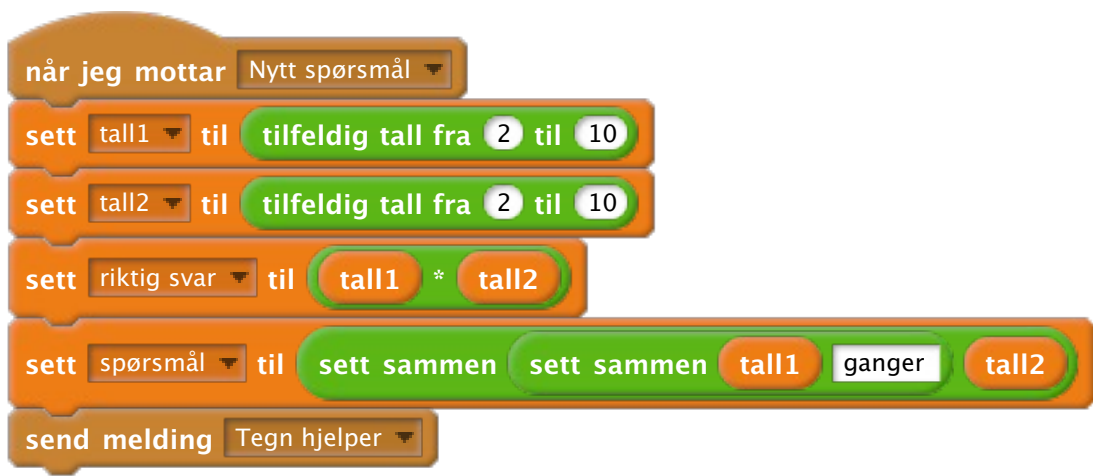 når jeg mottar Nytt spørsmål
sett tall1 til tilfeldig tall fra 2 til 10
sett tall2 til tilfeldig tall fra 2 til 10
sett riktig svar til tall1 * tall2
sett spørsmål til sett sammen sett sammen tall1 ganger tall2
send melding Tegn hjelper